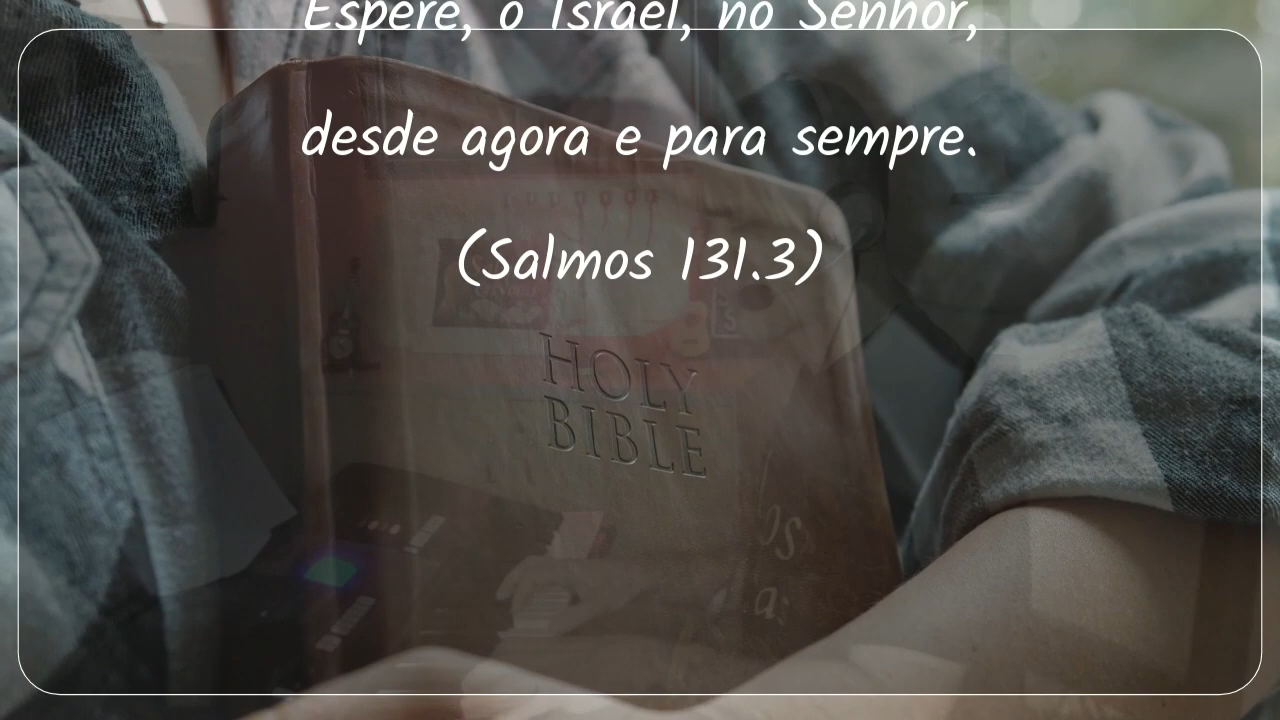 Espere, ó Israel, no Senhor,
desde agora e para sempre.
(Salmos 131.3)
HOLY
BIBLE